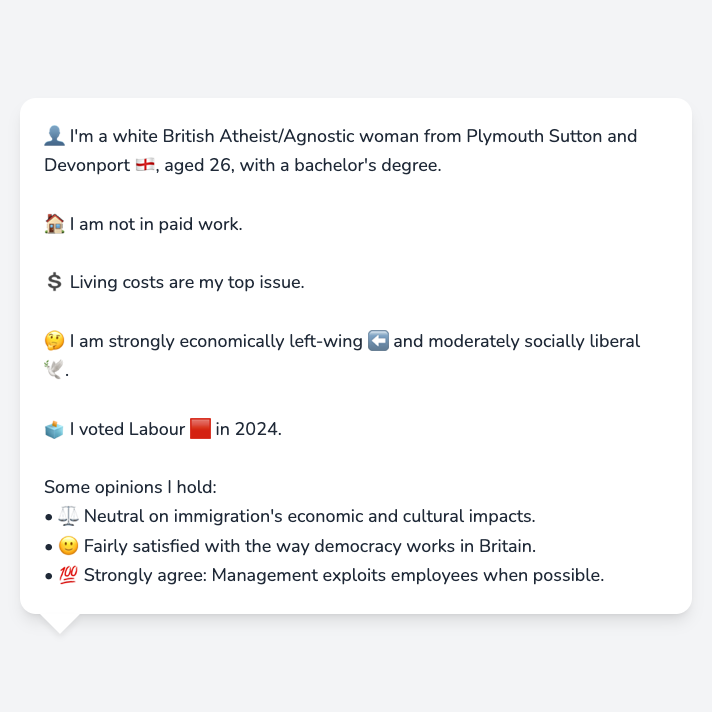 👤 I'm a white British Atheist/Agnostic woman from Plymouth Sutton and
Devonport 🏴󠁧󠁢󠁥󠁮󠁧󠁿, aged 26, with a bachelor's degree.
🏠 I am not in paid work.
💲 Living costs are my top issue.
🤔 I am strongly economically left-wing ⬅️ and moderately socially liberal
🕊️.
🗳️ I voted Labour 🟥 in 2024.
Some opinions I hold:
• ⚖️ Neutral on immigration's economic and cultural impacts.
• 🙂 Fairly satisfied with the way democracy works in Britain.
• 💯 Strongly agree: Management exploits employees when possible.